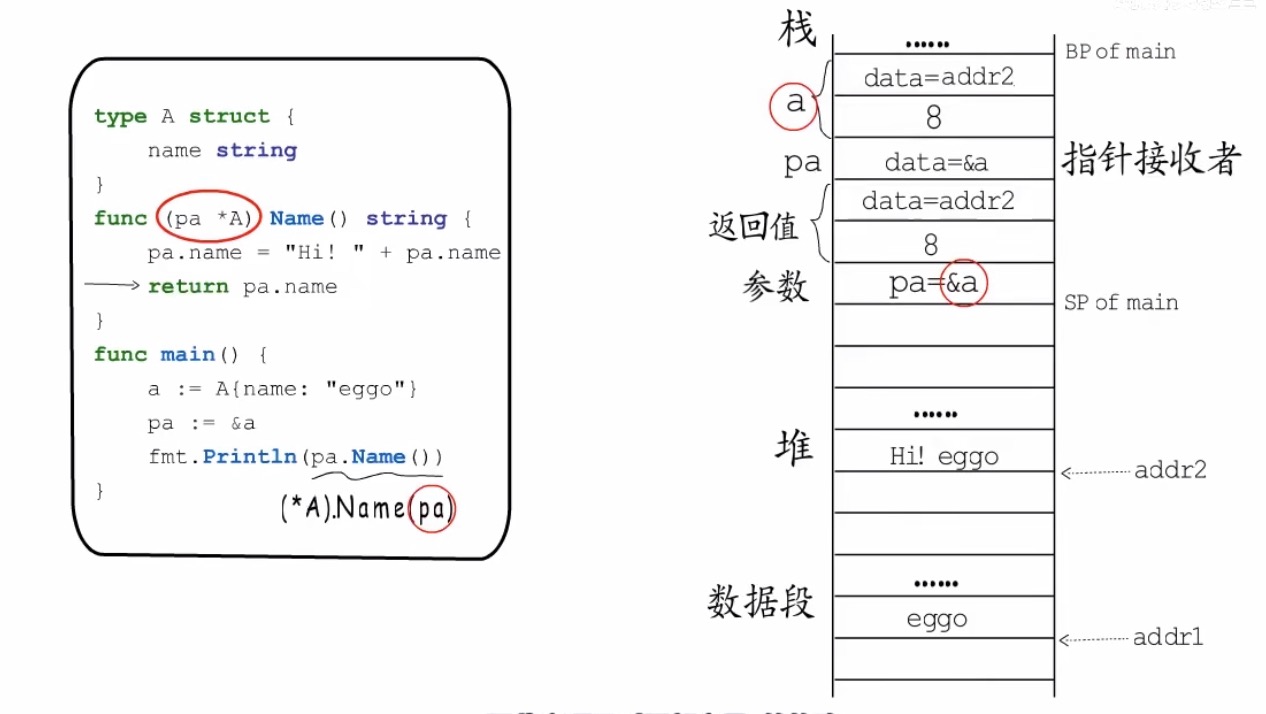 type A struct {
name string
}
func (pa *A) Name() string {
pa.name = "Hi! " + pa.name
return pa.name
}
func main() {
a := A{name: "eggo"}
pa := &a
fmt.Println(pa.Name())
}
(*A).Name(pa)
栈
······
BP of main
a
data=addr2
8
pa
data=&a
指针接收者
返回值
data=addr2
8
参数
pa=&a
SP of main
······
堆
Hi! eggo
addr2
······
数据段
eggo
addr1